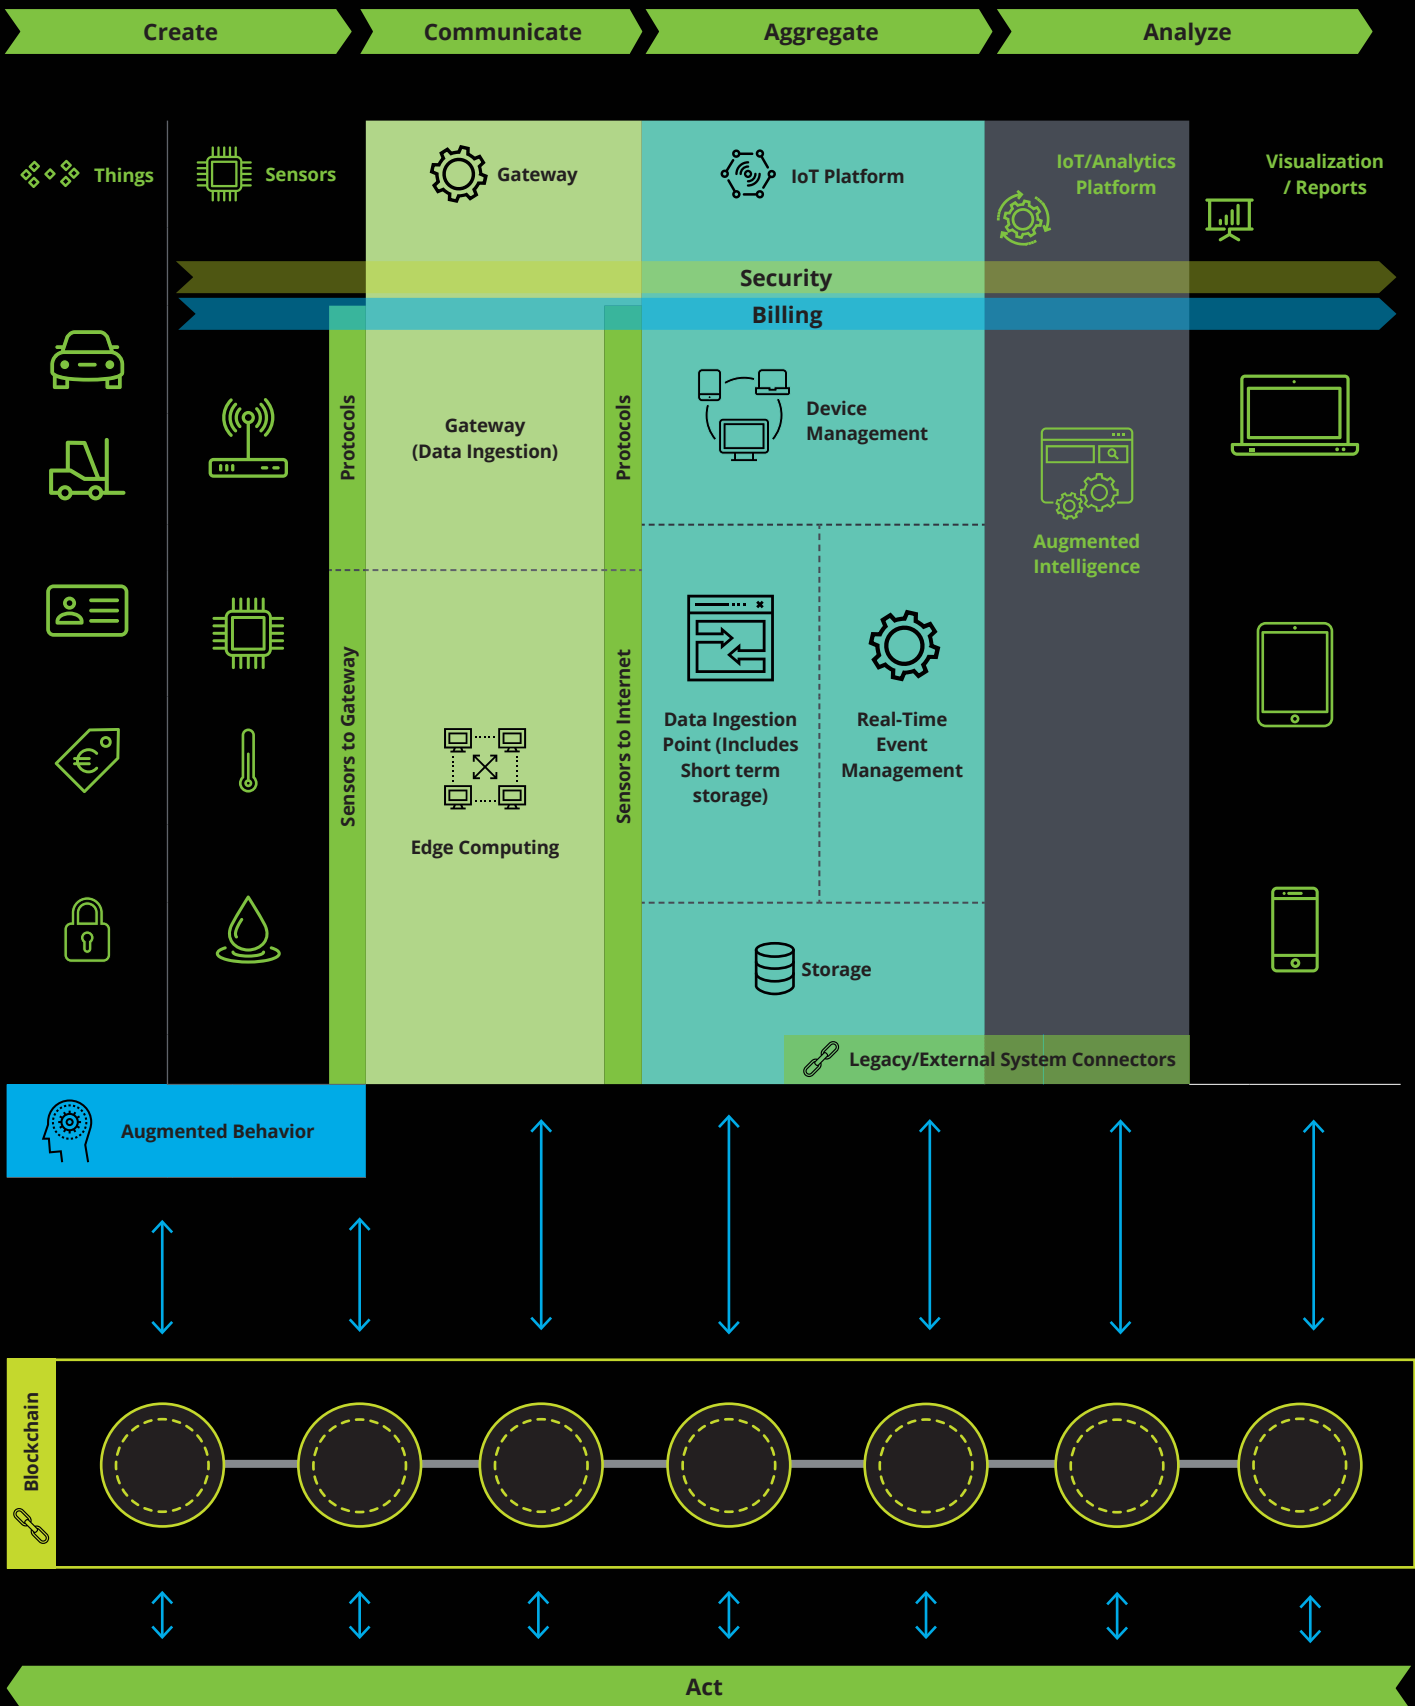 Create
Communicate
Aggregate
Analyze
Things
Sensors
Gateway
IoT Platform
IoT/Analytics
Platform
Visualization
/ Reports
Security
Billing
Protocols
Gateway
(Data Ingestion)
Protocols
Device
Management
Augmented
Intelligence
Sensors to Gateway
Edge Computing
Sensors to Internet
Data Ingestion
Point (Includes
Short term
storage)
Real-Time
Event
Management
Storage
Legacy/External System Connectors
Augmented Behavior
Blockchain
Act